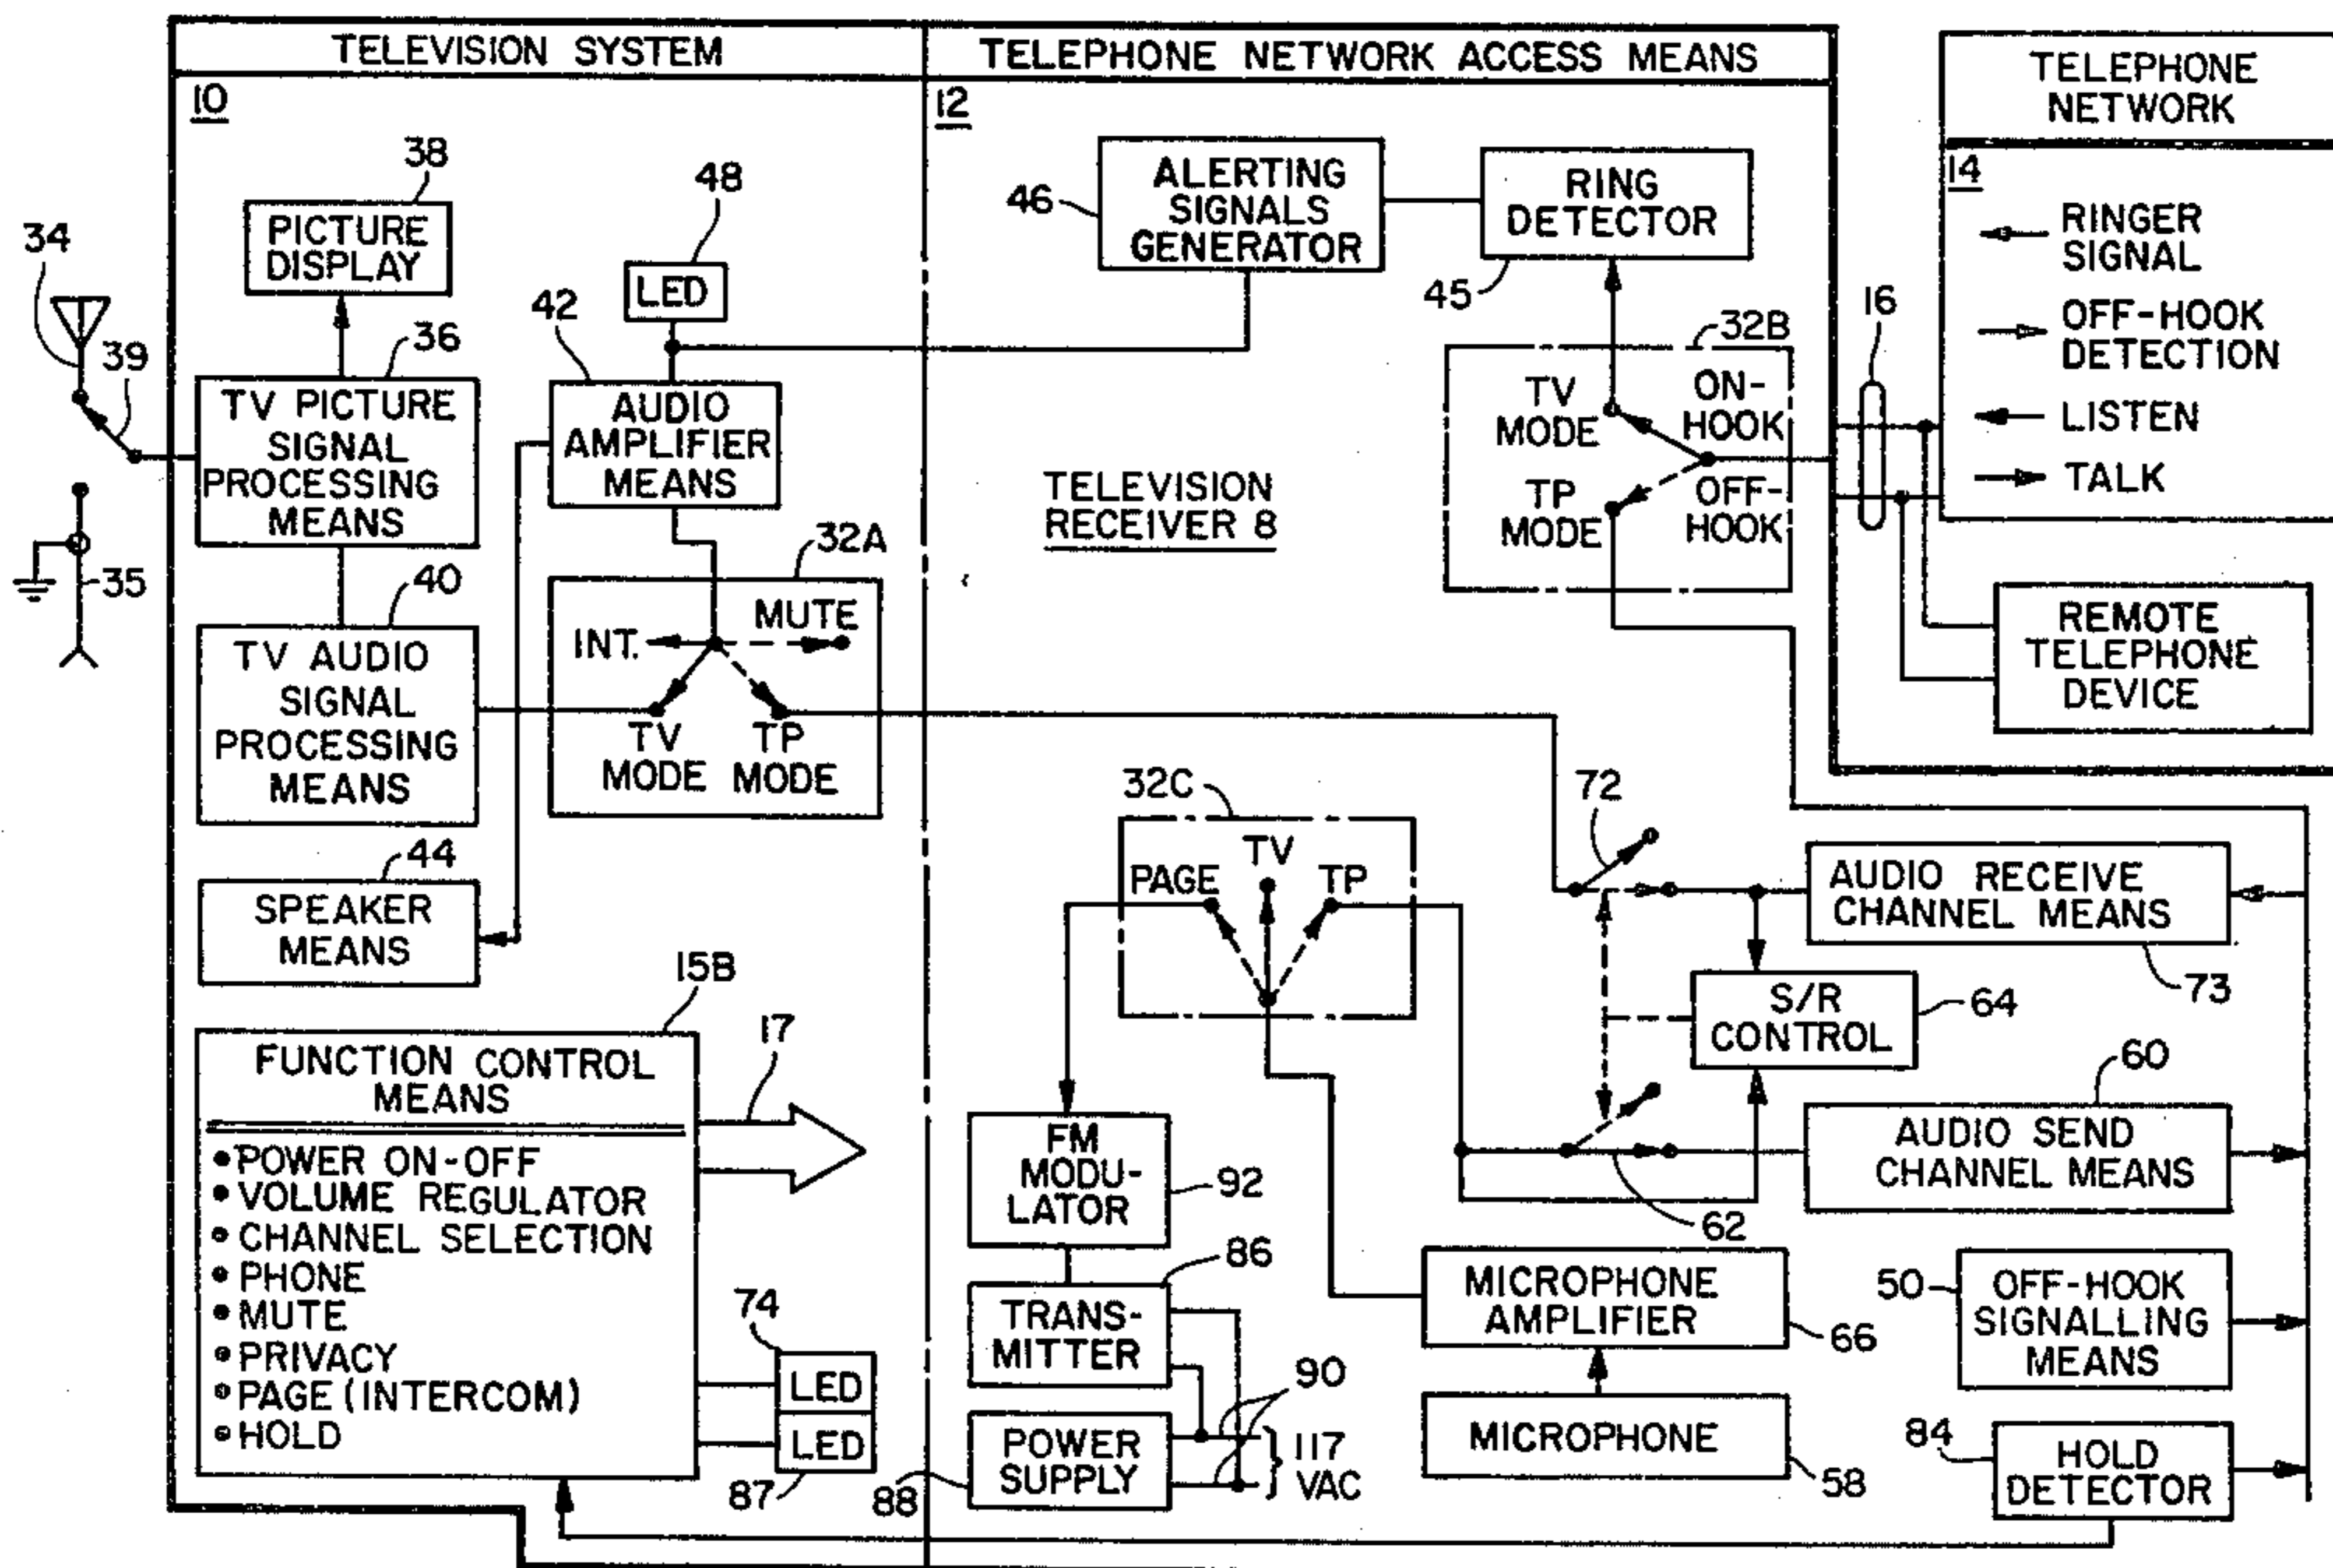 TELEVISION SYSTEM
10
38
PICTURE
DISPLAY
34
39
36
TV PICTURE
SIGNAL
PROCESSING
MEANS
48
LED
42
AUDIO
AMPLIFIER
MEANS
35
40
TV AUDIO
SIGNAL
PROCESSING
MEANS
32A
INT.
MUTE
TV
MODE
TP
MODE
44
SPEAKER
MEANS
15B
FUNCTION CONTROL
MEANS
• POWER ON-OFF
• VOLUME REGULATOR
• CHANNEL SELECTION
• PHONE
• MUTE
• PRIVACY
• PAGE (INTERCOM)
• HOLD
17
74
LED
LED
87
TELEPHONE NETWORK ACCESS MEANS
12
46
ALERTING
SIGNALS
GENERATOR
RING
DETECTOR
45
32B
TV
MODE
ON-
HOOK
TP
MODE
OFF-
HOOK
TELEVISION
RECEIVER 8
16
TELEPHONE
NETWORK
14
RINGER
SIGNAL
OFF-HOOK
DETECTION
LISTEN
TALK
REMOTE
TELEPHONE
DEVICE
32C
PAGE
TV
TP
72
AUDIO RECEIVE
CHANNEL MEANS
73
S/R
CONTROL
64
60
AUDIO SEND
CHANNEL MEANS
62
FM
MODU-
LATOR
92
86
TRANS-
MITTER
90
POWER
SUPPLY
88
117
VAC
MICROPHONE
AMPLIFIER
66
MICROPHONE
58
50
OFF-HOOK
SIGNALLING
MEANS
84
HOLD
DETECTOR